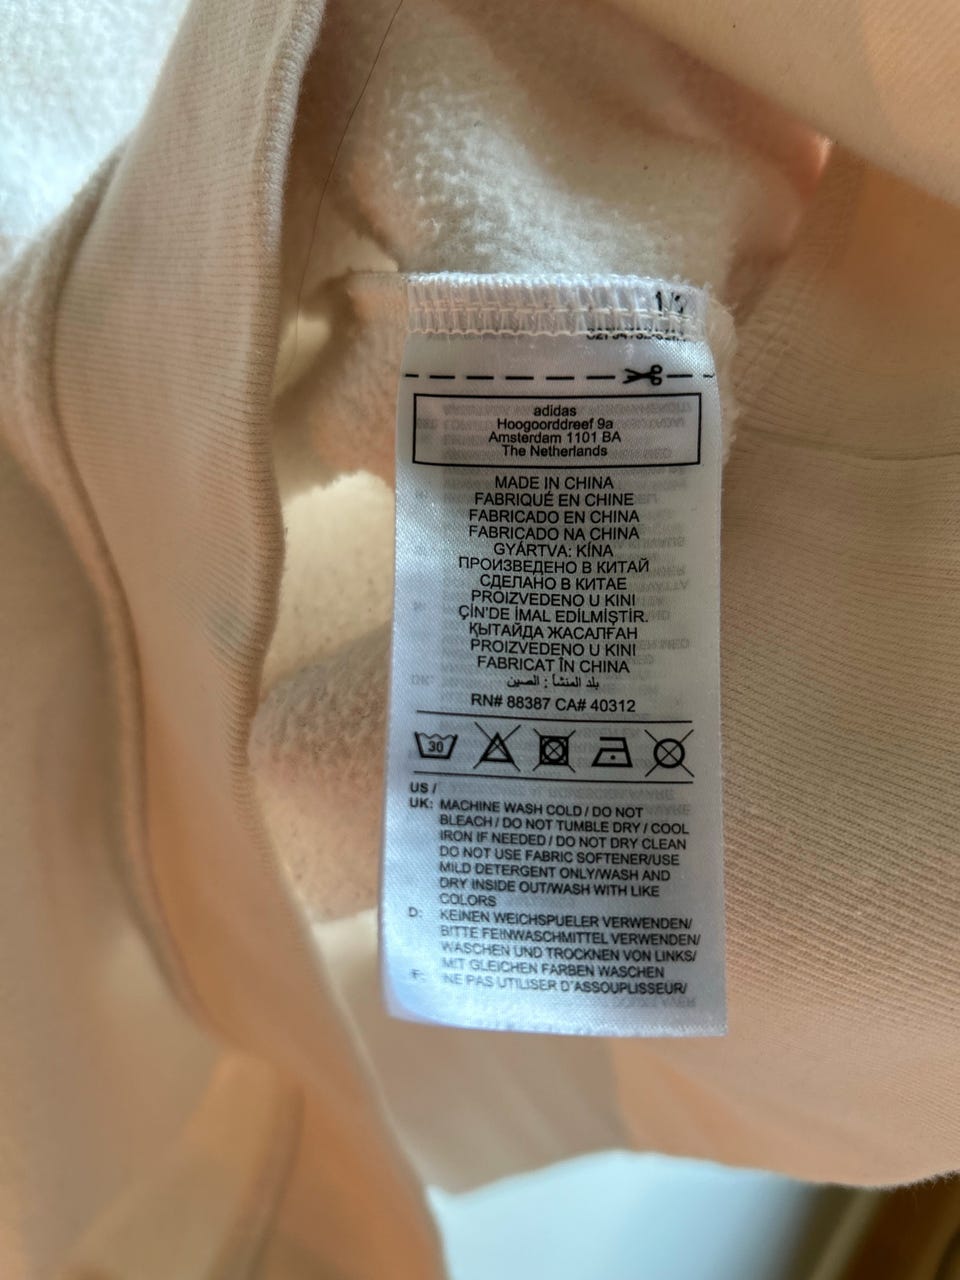 adidas
Hoogoorddreef 9a
Amsterdam 1101 BA
The Netherlands
MADE IN CHINA
FABRIQUÉ EN CHINE
FABRICADO EN CHINA
FABRICADO NA CHINA
GYÁRTVA: KÍNA
ПРОИЗВЕДЕНО В КИТАЙ
СДЕЛАНО В КИТАЕ
PROIZVEDENO U KINI
ÇİN'DE İMAL EDİLMİŞTİR.
ҚЫТАЙДА ЖАСАЛҒАН
PROIZVEDENO U KINI
FABRICAT ÎN CHINA
بلد المنشأ : الصين
RN# 88387 CA# 40312
30
US /
UK: MACHINE WASH COLD / DO NOT
BLEACH / DO NOT TUMBLE DRY / COOL
IRON IF NEEDED / DO NOT DRY CLEAN
DO NOT USE FABRIC SOFTENER/USE
MILD DETERGENT ONLY/WASH AND
DRY INSIDE OUT/WASH WITH LIKE
COLORS
D: KEINEN WEICHSPUELER VERWENDEN/
BITTE FEINWASCHMITTEL VERWENDEN/
WASCHEN UND TROCKNEN VON LINKS/
MIT GLEICHEN FARBEN WASCHEN
F: NE PAS UTILISER D'ASSOUPLISSEUR/